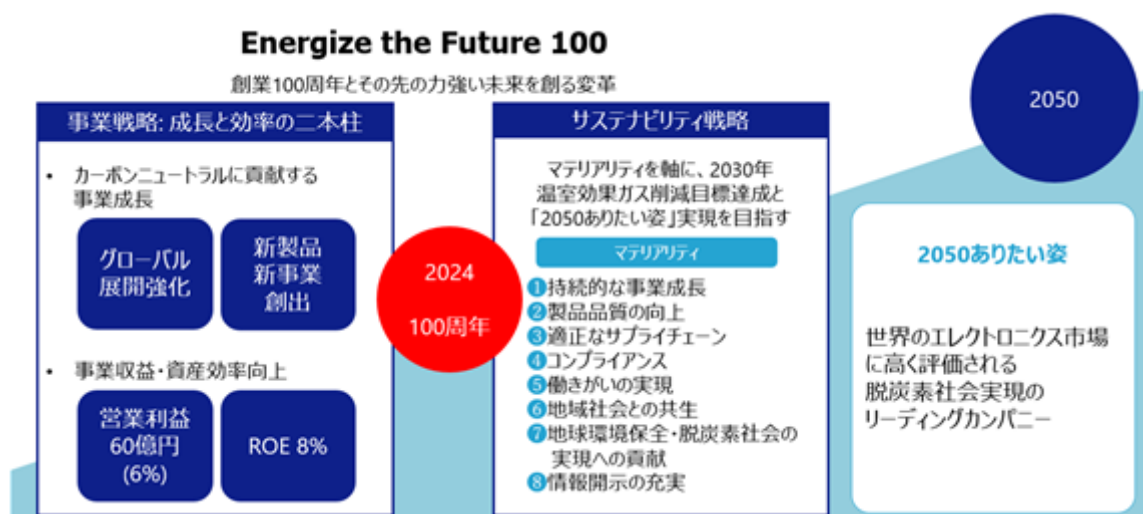 Energize the Future 100
創業100周年とその先の力強い未来を創る変革
事業戦略: 成長と効率の二本柱
• カーボンニュートラルに貢献する
事業成長
グローバル
展開強化
新製品
新事業
創出
• 事業収益・資産効率向上
営業利益
60億円
(6%)
ROE 8%
2024
100周年
サステナビリティ戦略
マテリアリティを軸に、2030年
温室効果ガス削減目標達成と
「2050ありたい姿」実現を目指す
マテリアリティ
❶持続的な事業成長
❷製品品質の向上
❸適正なサプライチェーン
❹コンプライアンス
❺働きがいの実現
❻地域社会との共生
❼地球環境保全・脱炭素社会の
実現への貢献
❽情報開示の充実
2050
2050ありたい姿
世界のエレクトロニクス市場
に高く評価される
脱炭素社会実現の
リーディングカンパニー